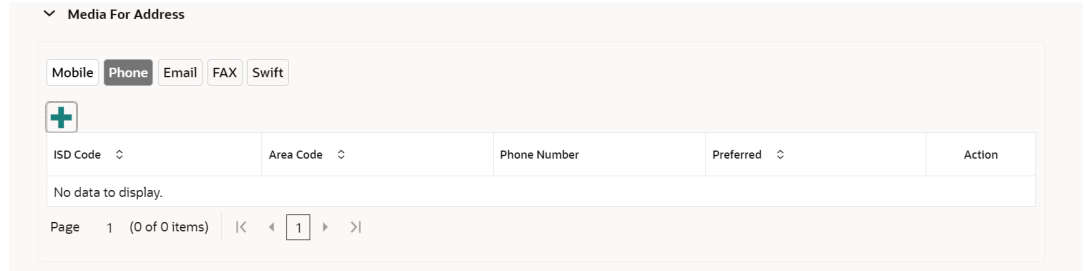 Media For Address
Mobile Phone Email FAX Swift
ISD Code Area Code Phone Number Preferred Action
No data to display.
Page 1 (0 of 0 items) 1